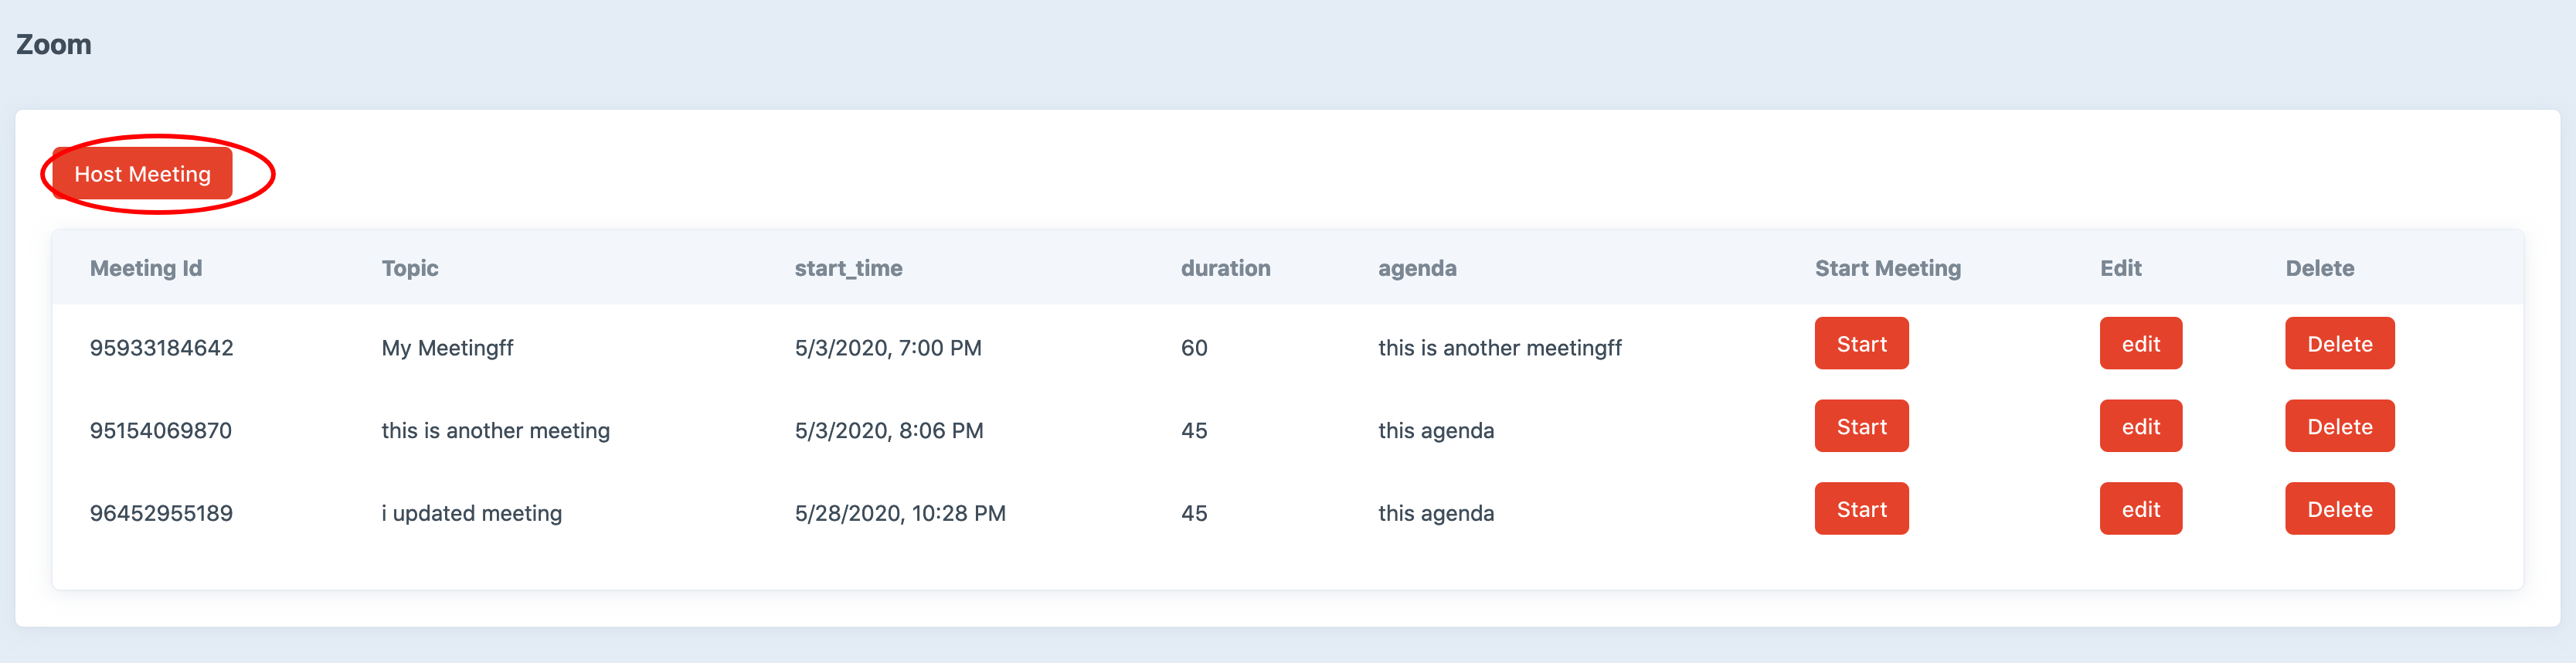 Zoom
Host Meeting
Meeting Id Topic start_time duration agenda Start Meeting Edit Delete
95933184642 My Meetingff 5/3/2020, 7:00 PM 60 this is another meetingff Start edit Delete
95154069870 this is another meeting 5/3/2020, 8:06 PM 45 this agenda Start edit Delete
96452955189 i updated meeting 5/28/2020, 10:28 PM 45 this agenda Start edit Delete